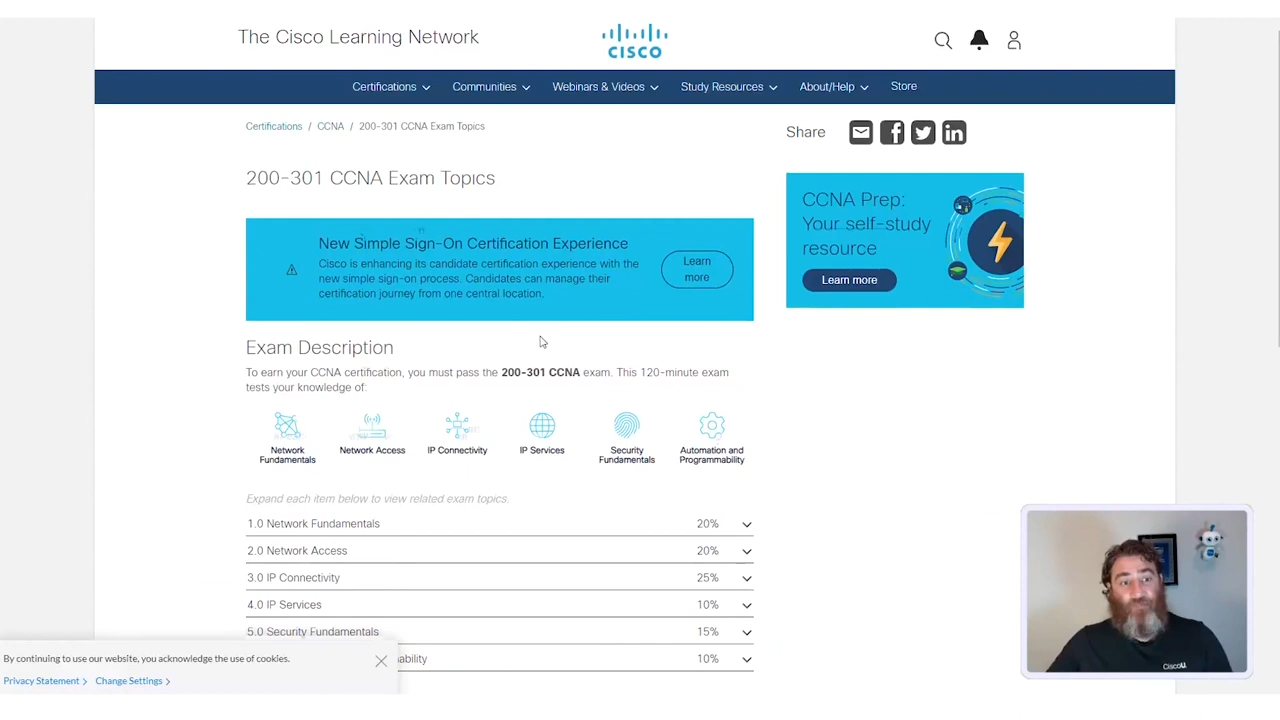 The Cisco Learning Network
CISCO
Certifications
Communities
Webinars & Videos
Study Resources
About/Help
Store
Certifications / CCNA / 200-301 CCNA Exam Topics
Share
200-301 CCNA Exam Topics
New Simple Sign-On Certification Experience
Cisco is enhancing its candidate certification experience with the
new simple sign-on process. Candidates can manage their
certification journey from one central location.
Learn
more
CCNA Prep:
Your self-study
resource
Learn more
Exam Description
To earn your CCNA certification, you must pass the 200-301 CCNA exam. This 120-minute exam
tests your knowledge of:
Network
Fundamentals
Network Access
IP Connectivity
IP Services
Security
Fundamentals
Automation and
Programmability
Expand each item below to view related exam topics.
1.0 Network Fundamentals 20%
2.0 Network Access 20%
3.0 IP Connectivity 25%
4.0 IP Services 10%
5.0 Security Fundamentals 15%
ability 10%
By continuing to use our website, you acknowledge the use of cookies.
Privacy Statement > Change Settings >
CiscoU